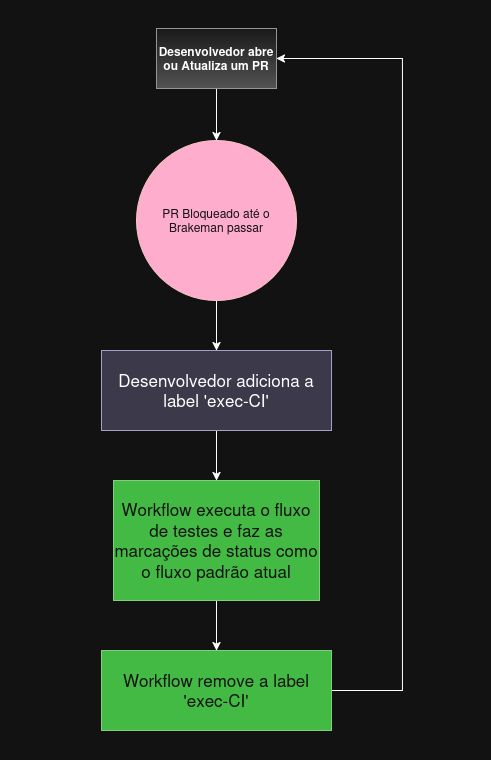 Desenvolvedor abre
ou Atualiza um PR
PR Bloqueado até o
Brakeman passar
Desenvolvedor adiciona a
label 'exec-CI'
Workflow executa o fluxo
de testes e faz as
marcações de status como
o fluxo padrão atual
Workflow remove a label
'exec-CI'